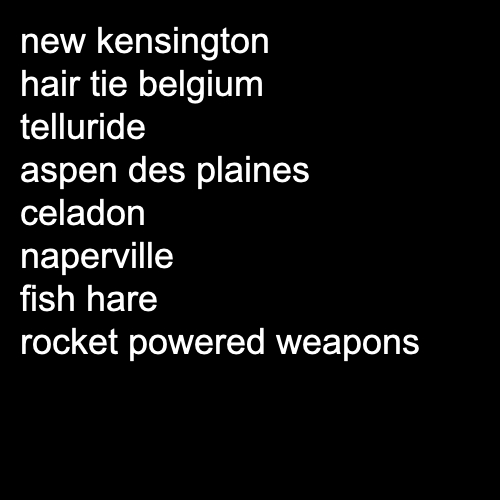 new kensington
hair tie belgium
telluride
aspen des plaines
celadon
naperville
fish hare
rocket powered weapons